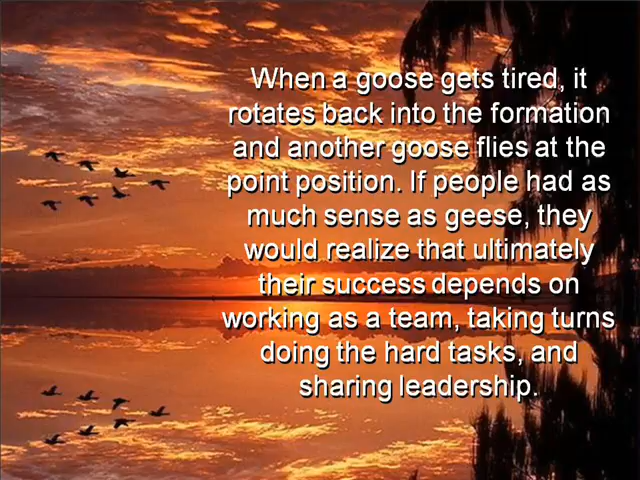 When a goose gets tired, it
rotates back into the formation
and another goose flies at the
point position. If people had as
much sense as geese, they
would realize that ultimately
their success depends on
working as a team, taking turns
doing the hard tasks, and
sharing leadership.